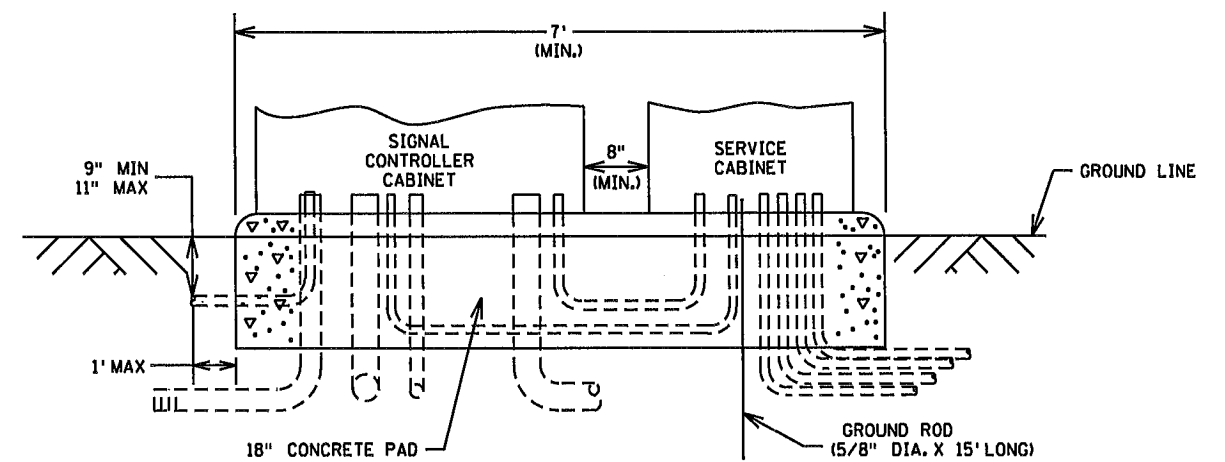 7'
(MIN.)
SIGNAL
CONTROLLER
CABINET
8"
(MIN.)
SERVICE
CABINET
9" MIN
11" MAX
GROUND LINE
1' MAX
18" CONCRETE PAD
GROUND ROD
(5/8" DIA. X 15' LONG)